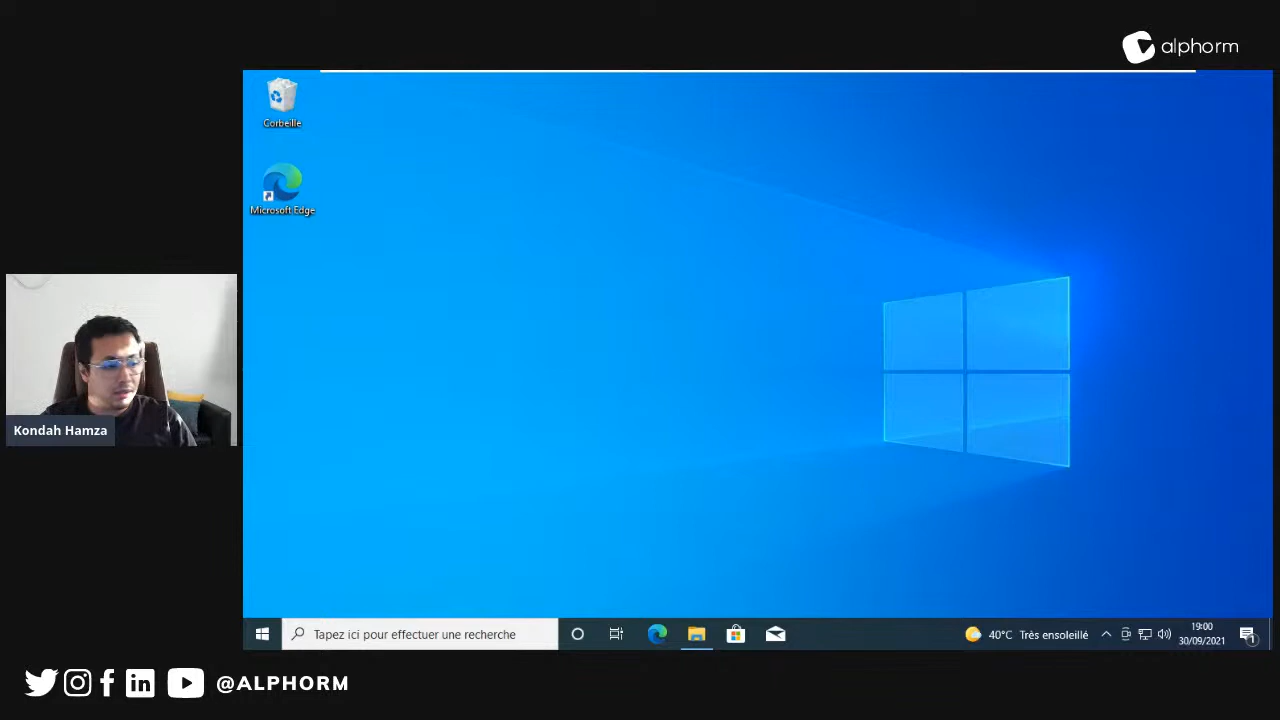 alphorm
Corbeille
Microsoft Edge
Kondah Hamza
Tapez ici pour effectuer une recherche
40°C Très ensoleillé
19:00
30/09/2021
1
@ALPHORM